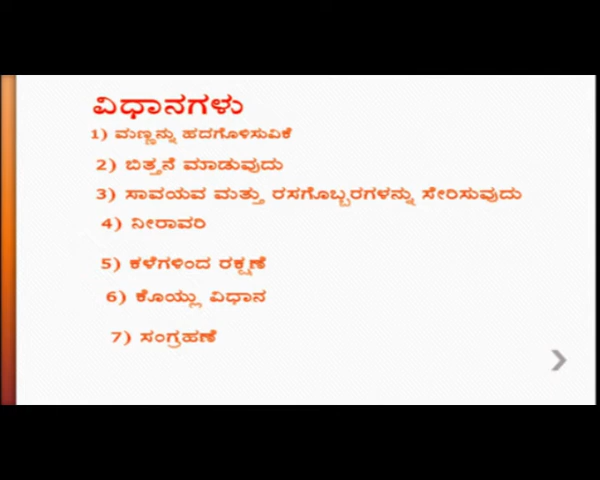 ವಿಧಾನಗಳು
1) ಮಣ್ಣನ್ನು ಹದಗೊಳಿಸುವಿಕೆ
2) ಬಿತ್ತನೆ ಮಾಡುವುದು
3) ಸಾವಯವ ಮತ್ತು ರಸಗೊಬ್ಬರಗಳನ್ನು ಸೇರಿಸುವುದು
4) ನೀರಾವರಿ
5) ಕಳೆಗಳಿಂದ ರಕ್ಷಣೆ
6) ಕೊಯ್ಲು ವಿಧಾನ
7) ಸಂಗ್ರಹಣೆ